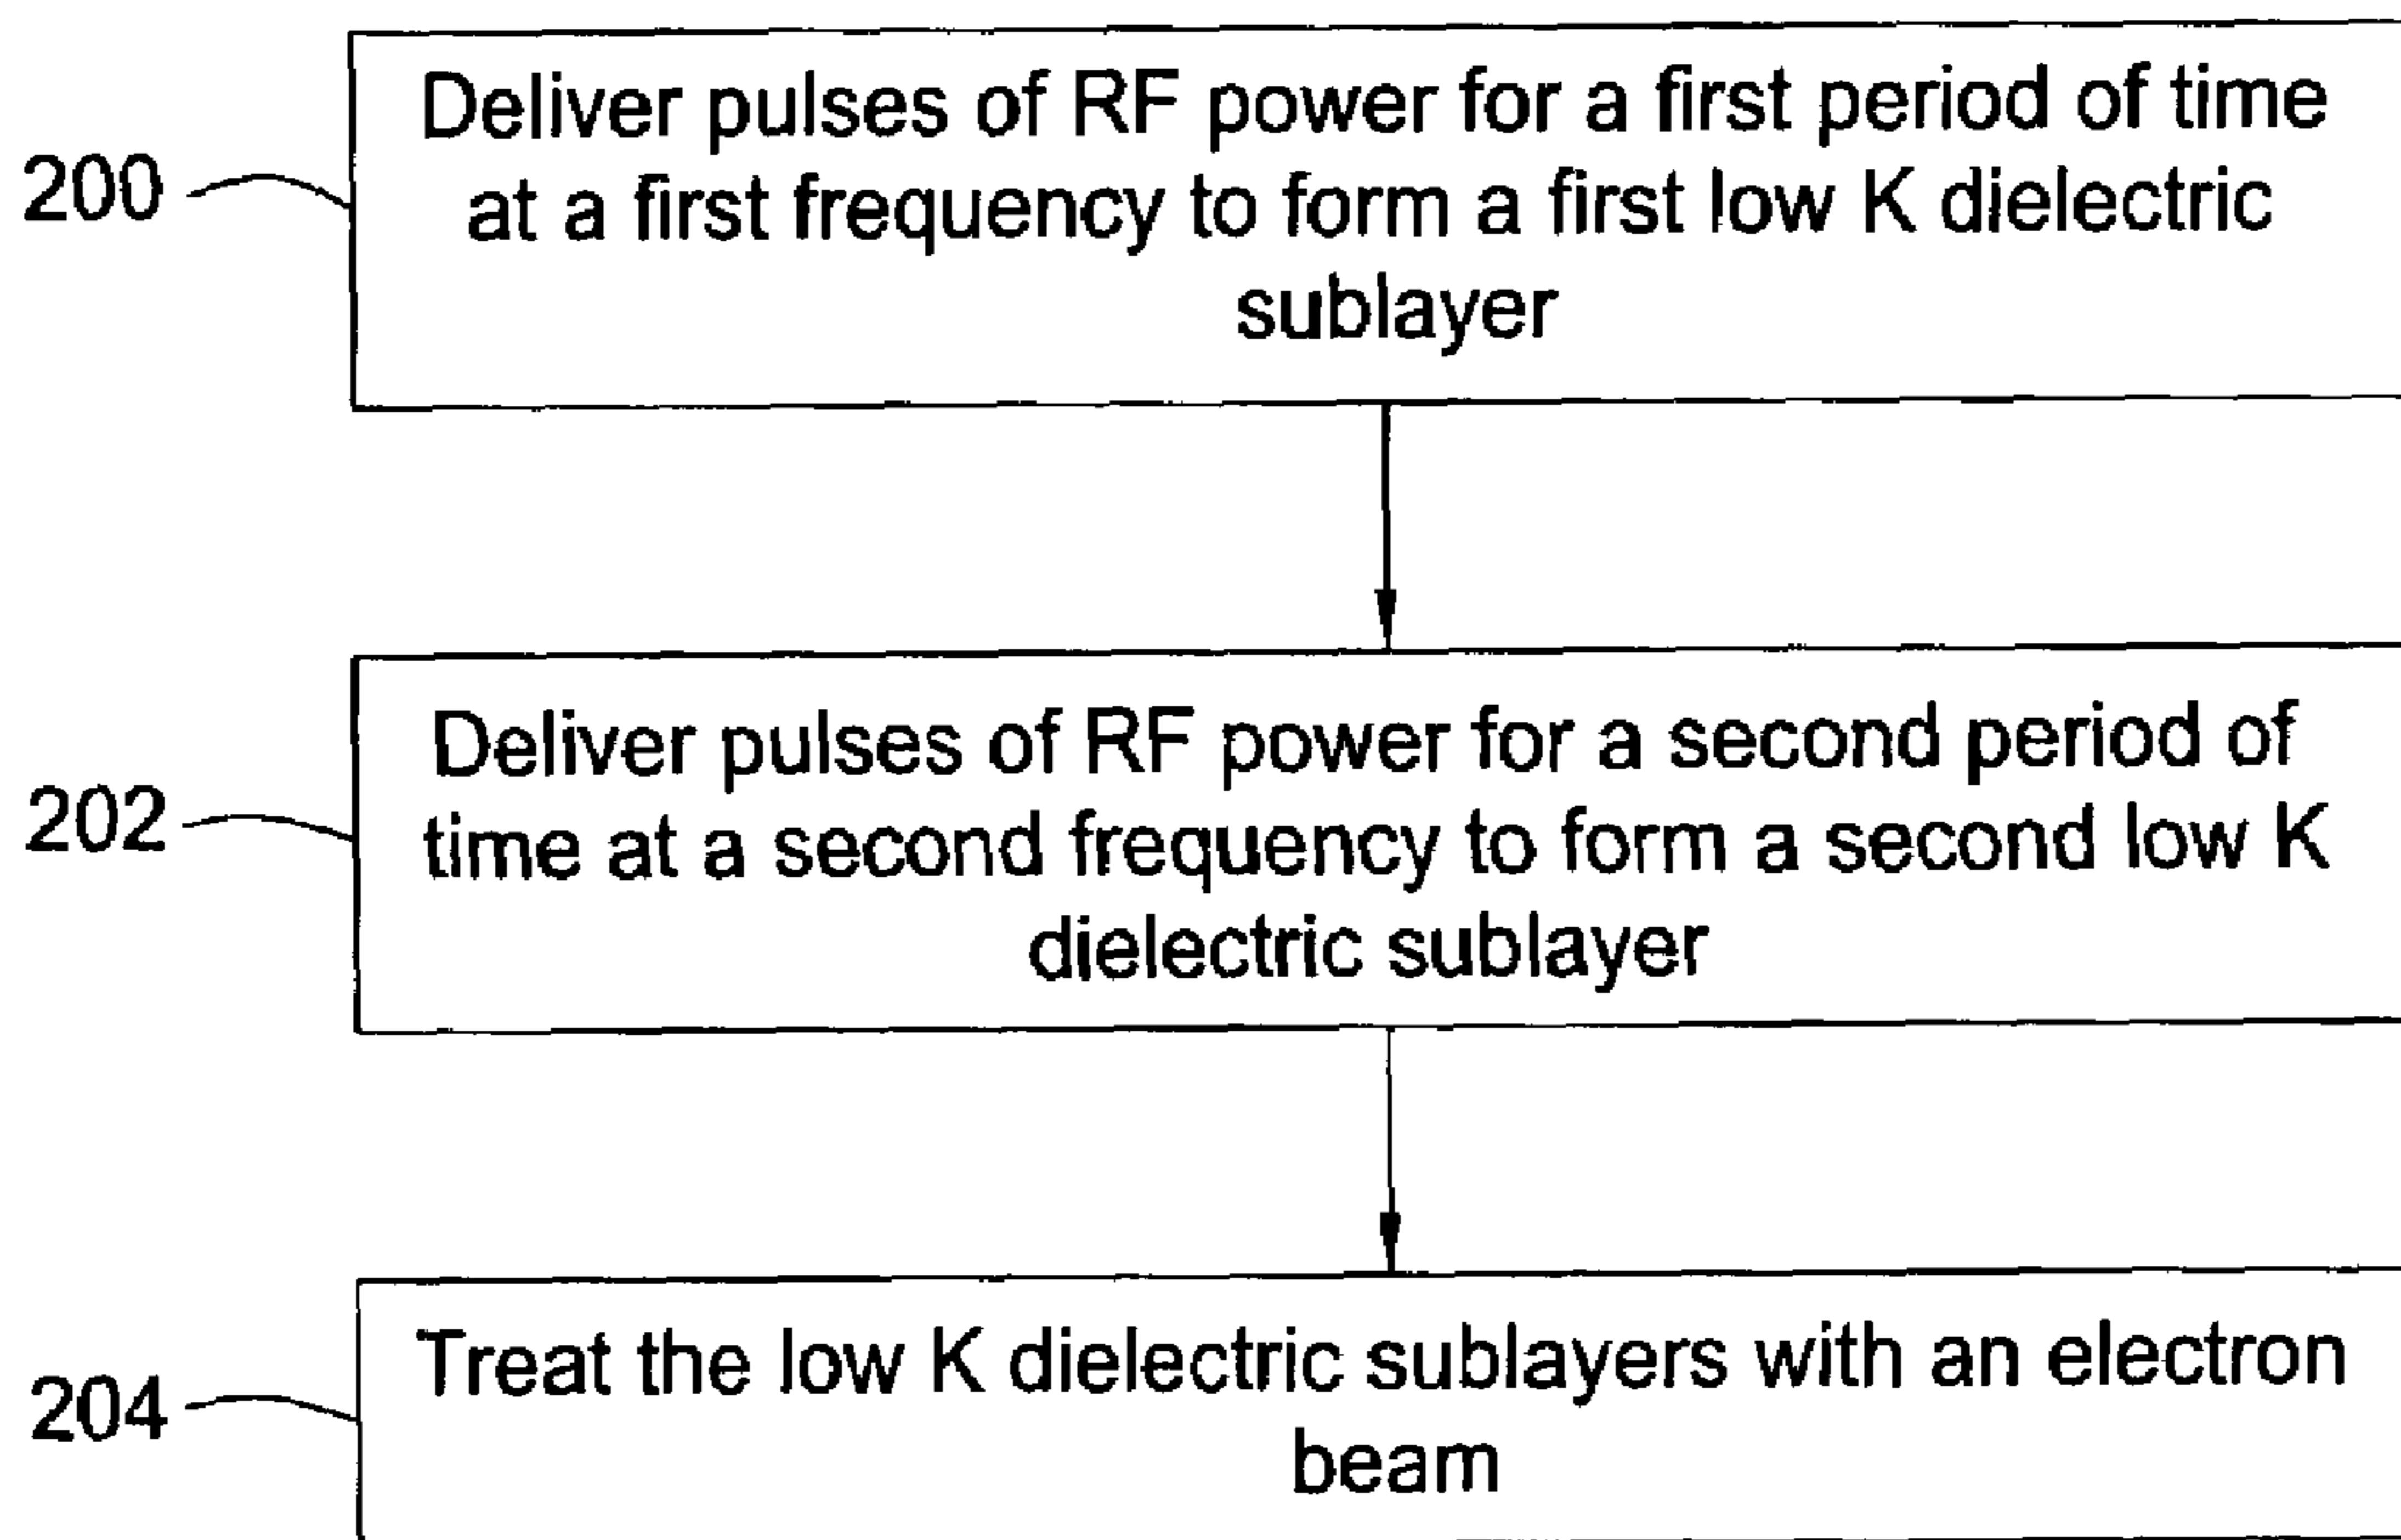 200
Deliver pulses of RF power for a first period of time
at a first frequency to form a first low K dielectric
sublayer
202
Deliver pulses of RF power for a second period of
time at a second frequency to form a second low K
dielectric sublayer
204
Treat the low K dielectric sublayers with an electron
beam